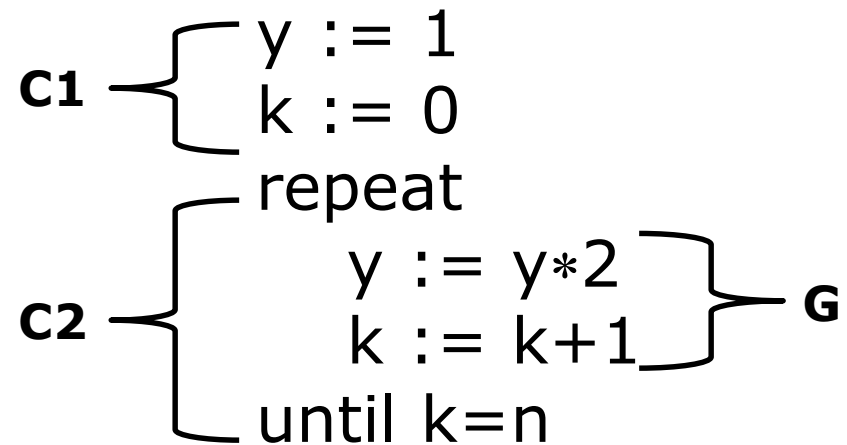 y := 1
C1
k := 0
repeat
y := y*2
G
C2
k := k+1
until k=n